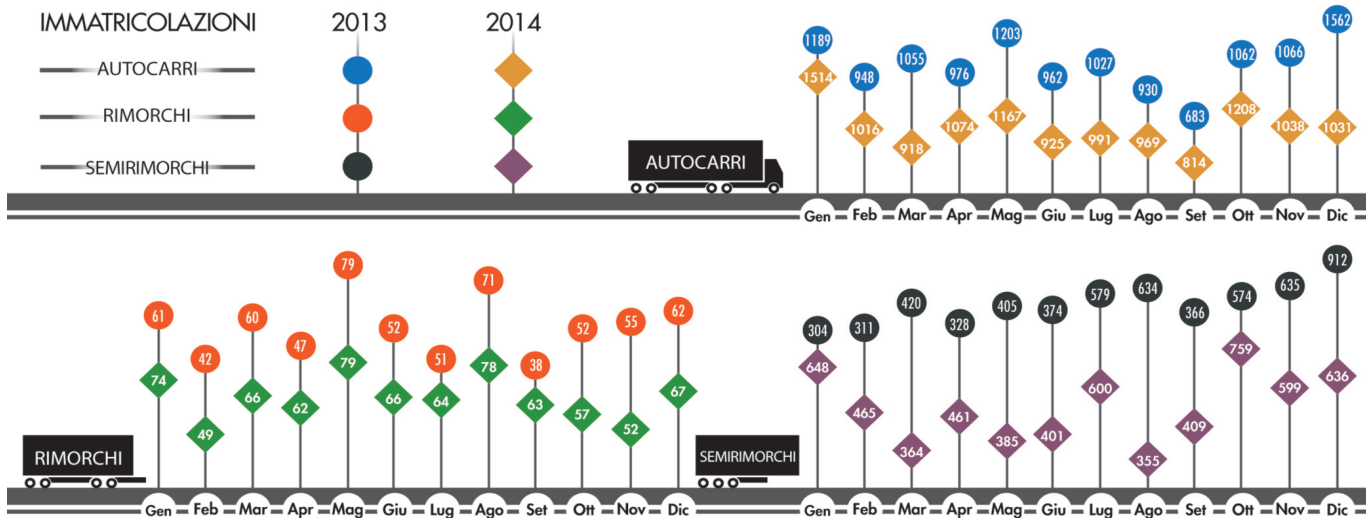 IMMATRICOLAZIONI 2013 2014
AUTOCARRI
RIMORCHI
SEMIRIMORCHI
AUTOCARRI
1189 948 1055 976 1203 962 1027 930 683 1062 1066 1562
1514 1016 918 1074 1167 925 991 969 814 1208 1038 1031
Gen Feb Mar Apr Mag Giu Lug Ago Set Ott Nov Dic
RIMORCHI
61 42 60 47 79 52 51 71 38 52 55 62
74 49 66 62 79 66 64 78 63 57 52 67
Gen Feb Mar Apr Mag Giu Lug Ago Set Ott Nov Dic
SEMIRIMORCHI
304 311 420 328 405 374 579 634 366 574 635 912
648 465 364 461 385 401 600 355 409 759 599 636
Gen Feb Mar Apr Mag Giu Lug Ago Set Ott Nov Dic